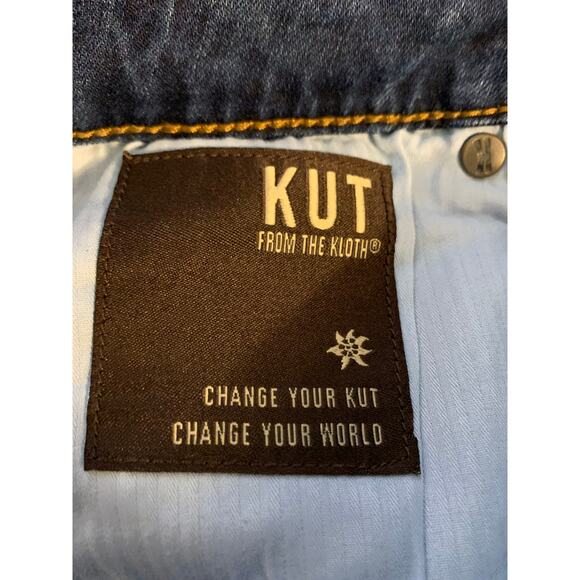 KUT
FROM THE KLOTH®
CHANGE YOUR KUT
CHANGE YOUR WORLD